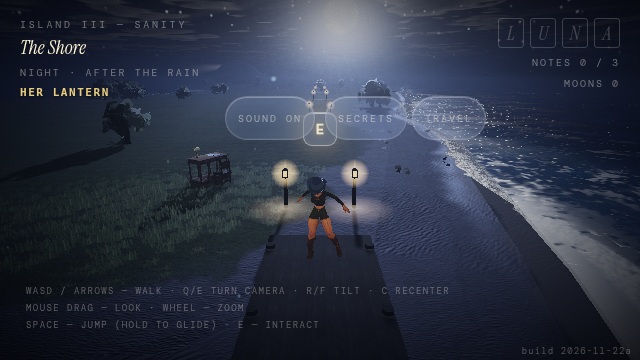 ISLAND III — SANITY
The Shore
NIGHT · AFTER THE RAIN
HER LANTERN
L U N A
NOTES 0 / 3
MOONS 0
SOUND ON
E
SECRETS
TRAVEL
WASD / ARROWS — WALK · Q/E TURN CAMERA · R/F TILT · C RECENTER
MOUSE DRAG — LOOK · WHEEL — ZOOM
SPACE — JUMP (HOLD TO GLIDE) · E — INTERACT
build 2026-11-22a